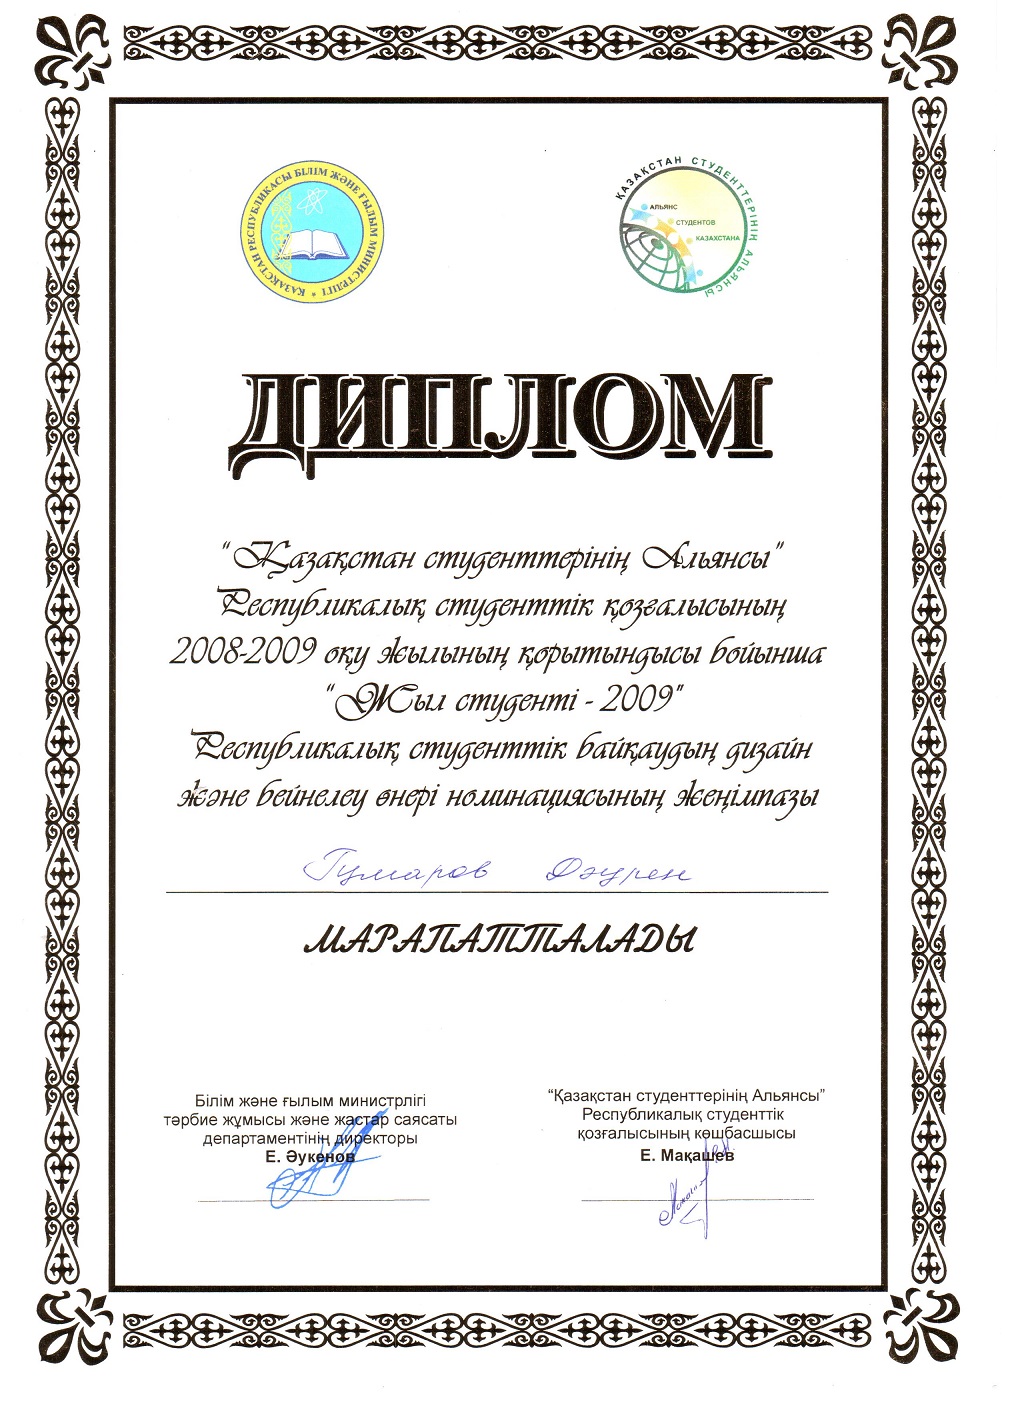 ҚАЗАҚСТАН РЕСПУБЛИКАСЫ БІЛІМ ЖӘНЕ ҒЫЛЫМ МИНИСТРЛІГІ
ҚАЗАҚСТАН СТУДЕНТТЕРІНІҢ АЛЬЯНСЫ
АЛЬЯНС
СТУДЕНТОВ
КАЗАХСТАНА
ДИПЛОМ
"Қазақстан студенттерінің Альянсы"
Республикалық студенттік қозғалысының
2008-2009 оқу жылының қорытындысы бойынша
"Жыл студенті - 2009"
Республикалық студенттік байқаудың дизайн
және бейнелеу өнері номинациясының жеңімпазы
Гумаров Дәурен
МАРАПАТТАЛАДЫ
Білім және ғылым министрлігі
тәрбие жұмысы және жастар саясаты
департаментінің директоры
Е. Әукенов
"Қазақстан студенттерінің Альянсы"
Республикалық студенттік
қозғалысының көшбасшысы
Е. Мақашев